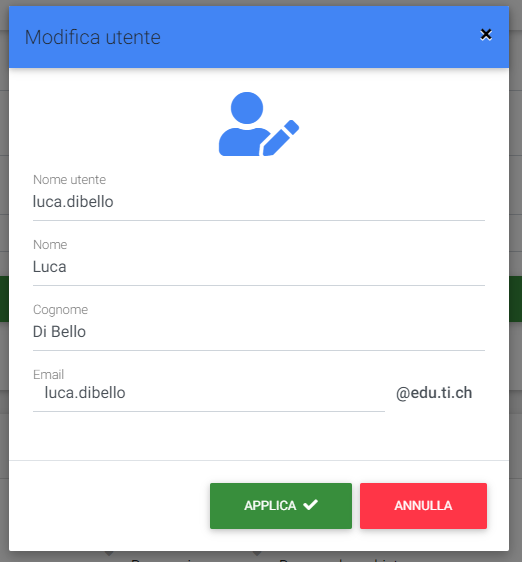 Modifica utente ×
Nome utente
luca.dibello
Nome
Luca
Cognome
Di Bello
Email
luca.dibello @edu.ti.ch
APPLICA ANNULLA